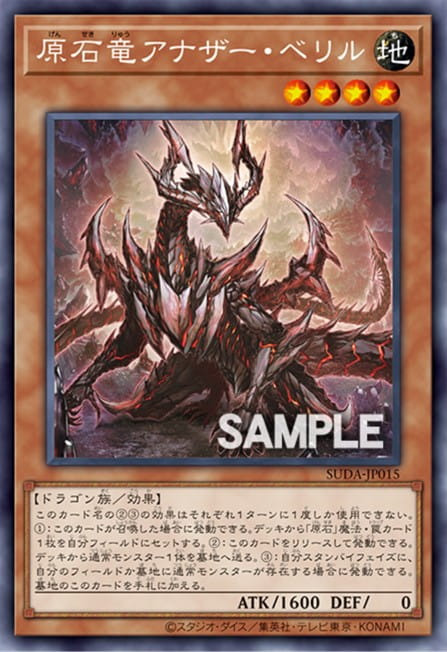 原石竜アナザー・ベリル
げん せき りゅう
地
SAMPLE
SUDA-JP015
【ドラゴン族/効果】
このカード名の②③の効果はそれぞれ1ターンに1度しか使用できない。
①:このカードが召喚した場合に発動できる。デッキから「原石」魔法・罠カード
1枚を自分フィールドにセットする。②:このカードをリリースして発動できる。
デッキから通常モンスター1体を墓地へ送る。③:自分スタンバイフェイズに、
自分のフィールドか墓地に通常モンスターが存在する場合に発動できる。
墓地のこのカードを手札に加える。
ATK/1600 DEF/ 0
©スタジオ・ダイス/集英社・テレビ東京・KONAMI